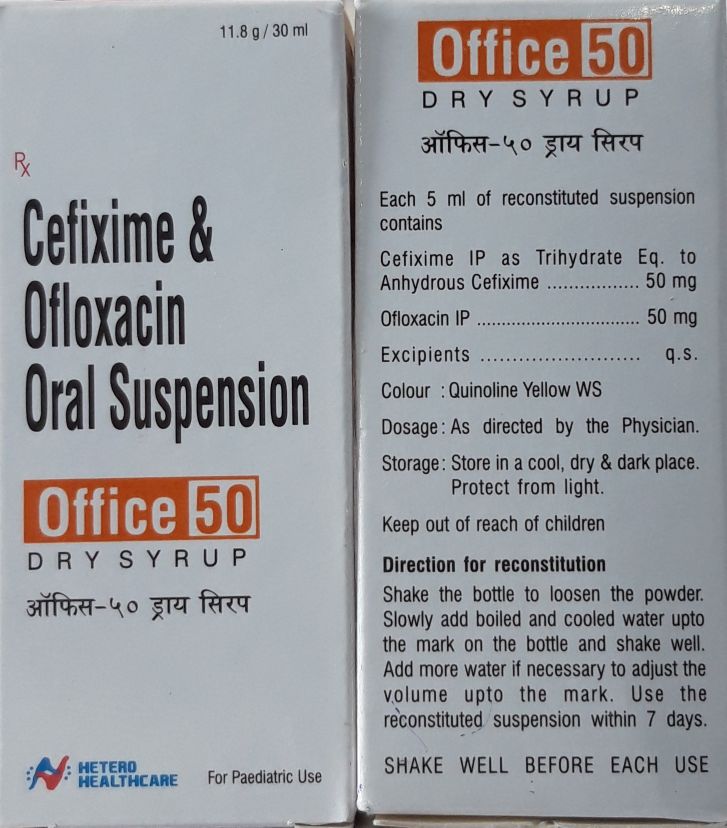 11.8 g / 30 ml
Rx
Cefixime &
Ofloxacin
Oral Suspension
Office 50
DRY SYRUP
ऑफिस-५० ड्राय सिरप
HETERO
HEALTHCARE
For Paediatric Use
Office 50
DRY SYRUP
ऑफिस-५० ड्राय सिरप
Each 5 ml of reconstituted suspension
contains
Cefixime IP as Trihydrate Eq. to
Anhydrous Cefixime ................. 50 mg
Ofloxacin IP ................................. 50 mg
Excipients ......................... q.s.
Colour : Quinoline Yellow WS
Dosage : As directed by the Physician.
Storage : Store in a cool, dry & dark place.
Protect from light.
Keep out of reach of children
Direction for reconstitution
Shake the bottle to loosen the powder.
Slowly add boiled and cooled water upto
the mark on the bottle and shake well.
Add more water if necessary to adjust the
volume upto the mark. Use the
reconstituted suspension within 7 days.
SHAKE WELL BEFORE EACH USE